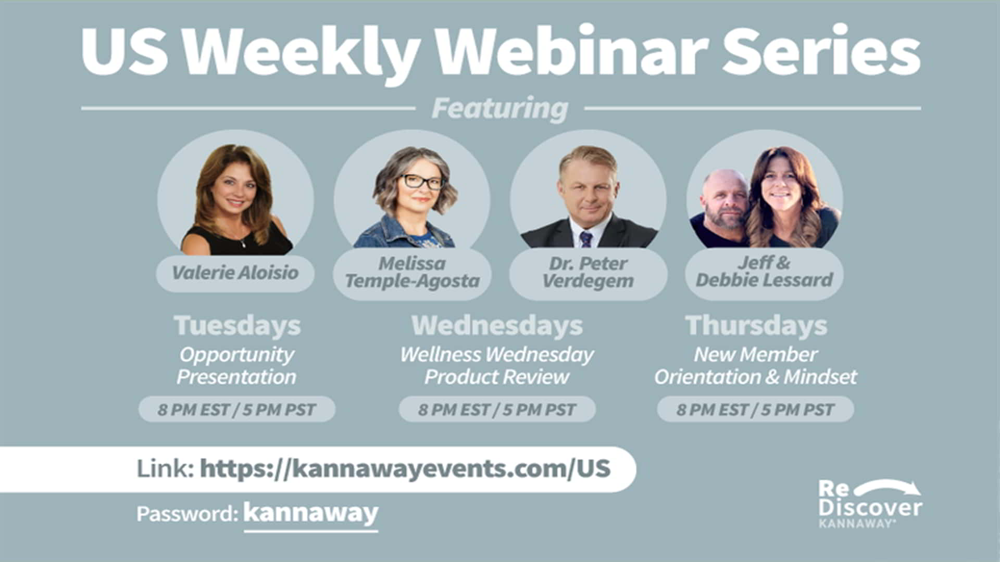 US Weekly Webinar Series
Featuring
Valerie Aloisio
Melissa
Temple-Agosta
Dr. Peter
Verdegem
Jeff &
Debbie Lessard
Tuesdays
Opportunity
Presentation
8 PM EST / 5 PM PST
Wednesdays
Wellness Wednesday
Product Review
8 PM EST / 5 PM PST
Thursdays
New Member
Orientation & Mindset
8 PM EST / 5 PM PST
Link: https://kannawayevents.com/US
Password: kannaway
Re
Discover
KANNAWAY®